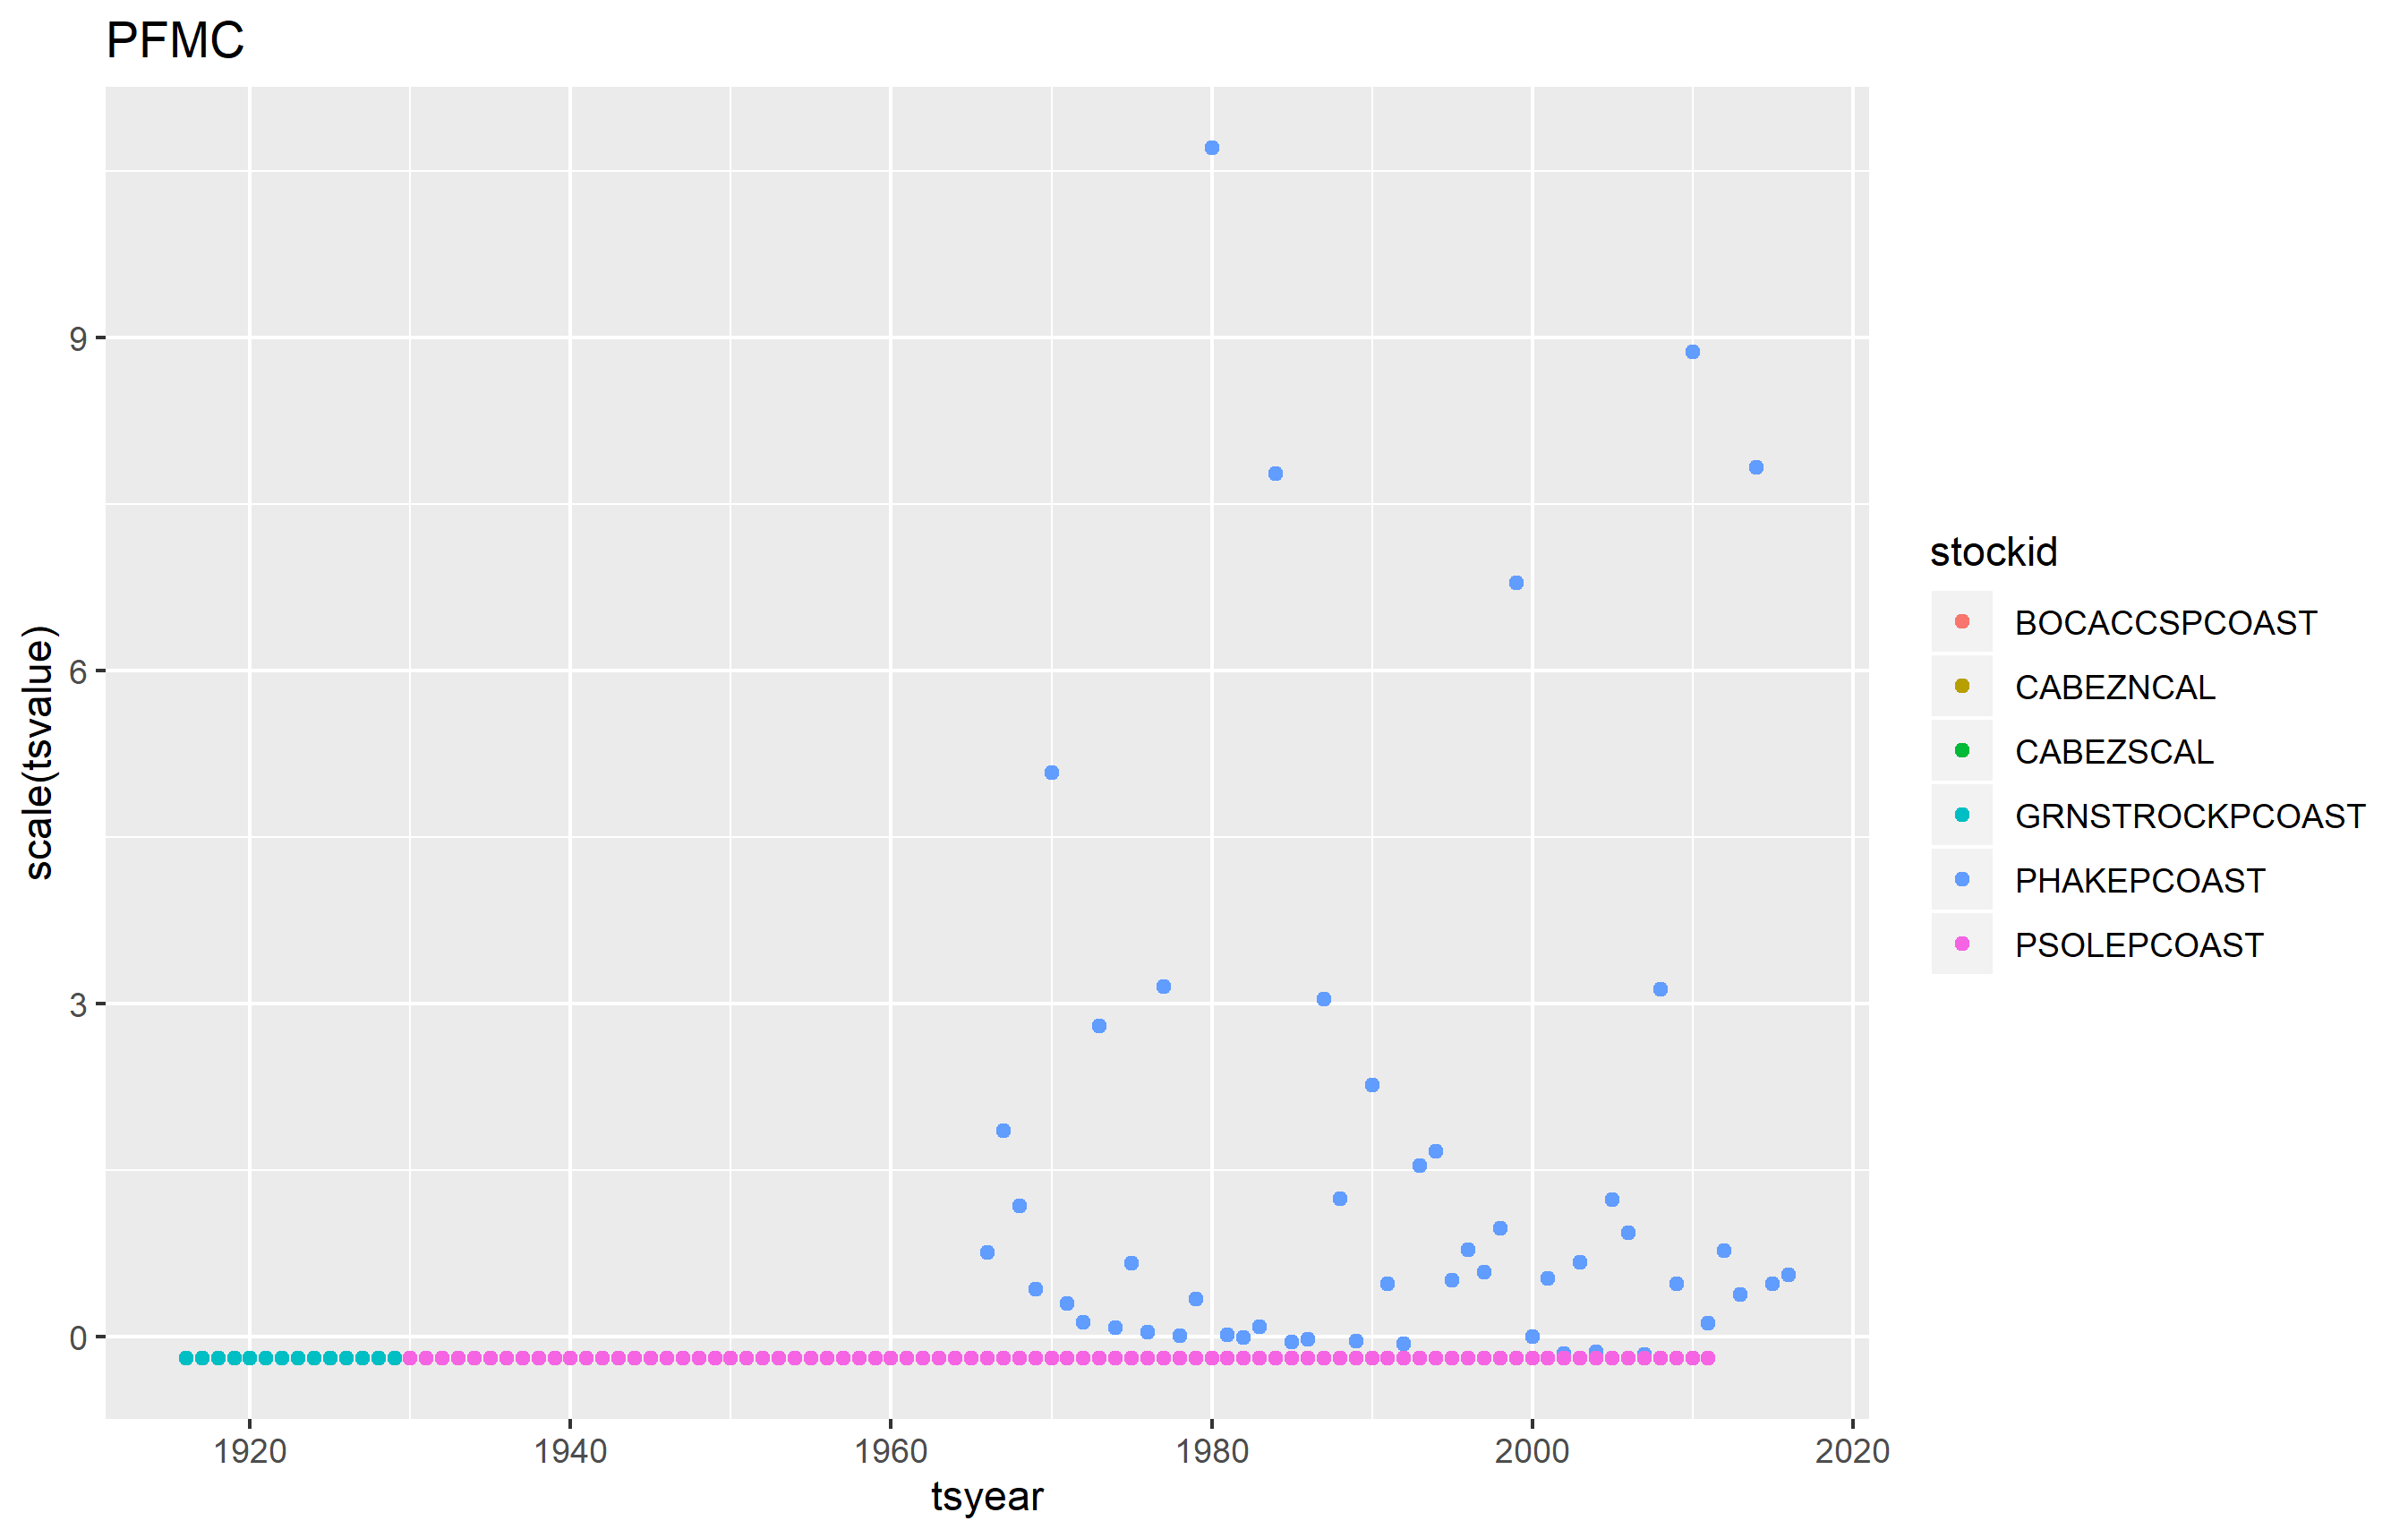 PFMC
scale(tsvalue)
9
6
3
0
1920 1940 1960 1980 2000 2020
tsyear
stockid
BOCACCSPCOAST
CABEZNCAL
CABEZSCAL
GRNSTROCKPCOAST
PHAKEPCOAST
PSOLEPCOAST